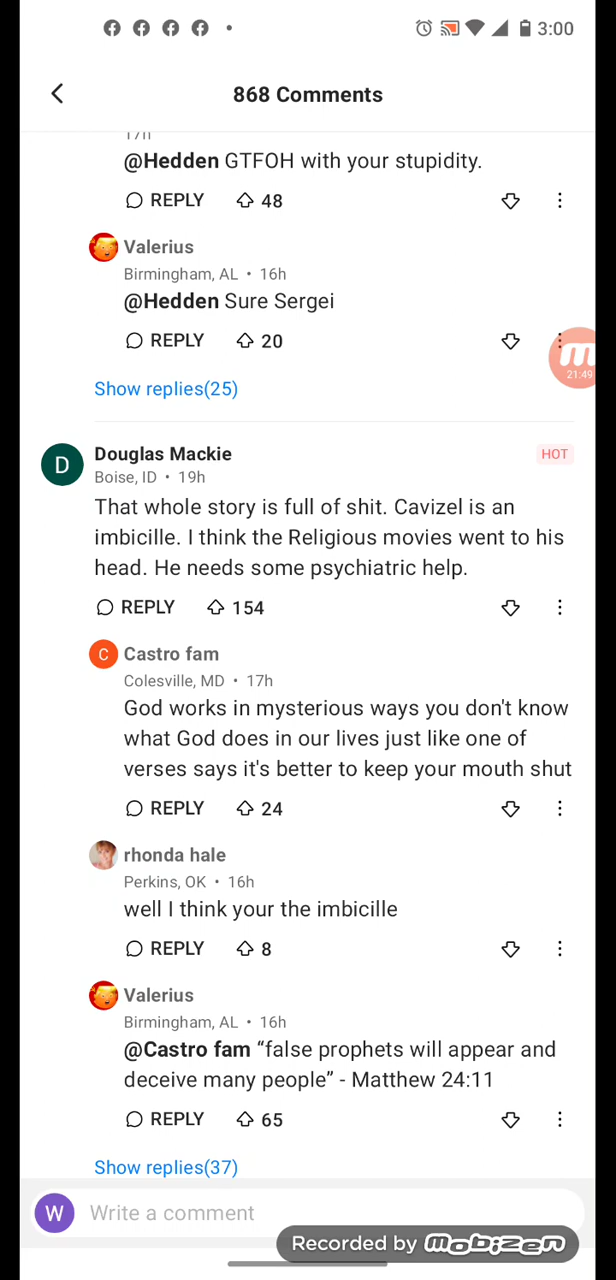 3:00
868 Comments
17h
@Hedden GTFOH with your stupidity.
REPLY 48
Valerius
Birmingham, AL • 16h
@Hedden Sure Sergei
REPLY 20
21:49
Show replies(25)
D
Douglas Mackie
HOT
Boise, ID • 19h
That whole story is full of shit. Cavizel is an
imbicille. I think the Religious movies went to his
head. He needs some psychiatric help.
REPLY 154
C
Castro fam
Colesville, MD • 17h
God works in mysterious ways you don't know
what God does in our lives just like one of
verses says it's better to keep your mouth shut
REPLY 24
rhonda hale
Perkins, OK • 16h
well I think your the imbicille
REPLY 8
Valerius
Birmingham, AL • 16h
@Castro fam “false prophets will appear and
deceive many people” - Matthew 24:11
REPLY 65
Show replies(37)
W
Write a comment
Recorded by mobizen